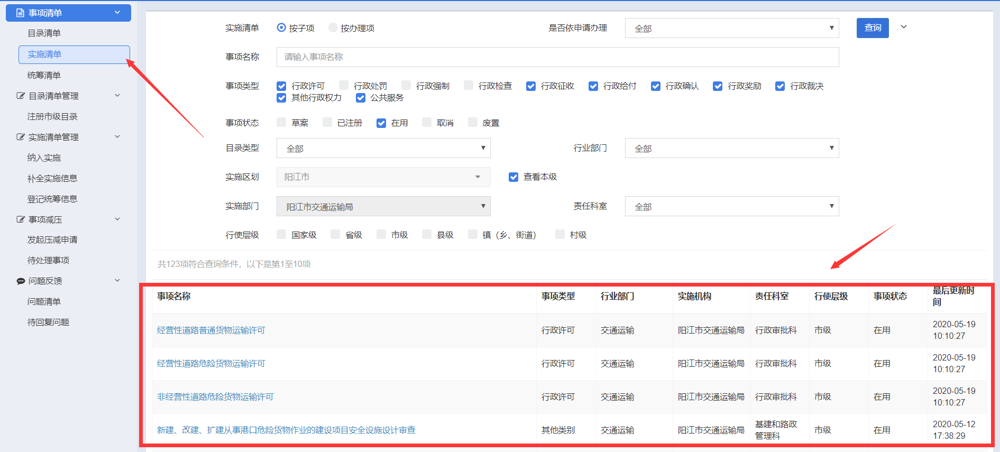 事项清单
目录清单
实施清单
统筹清单
目录清单管理
注册市级目录
实施清单管理
纳入实施
补全实施信息
登记统筹信息
事项减压
发起压减申请
待处理事项
问题反馈
问题清单
待回复问题
实施清单 按子项 按办理项 是否依申请办理 全部 查询
事项名称 请输入事项名称
事项类型 行政许可 行政处罚 行政强制 行政检查 行政征收 行政给付 行政确认 行政奖励 行政裁决
其他行政权力 公共服务
事项状态 草案 已注册 在用 取消 废置
目录类型 全部 行业部门 全部
实施区划 阳江市 查看本级
实施部门 阳江市交通运输局 责任科室 全部
行使层级 国家级 省级 市级 县级 镇（乡、街道） 村级
共123项符合查询条件，以下是第1至10项
事项名称 事项类型 行业部门 实施机构 责任科室 行使层级 事项状态 最后更新时
间
经营性道路普通货物运输许可 行政许可 交通运输 阳江市交通运输局 行政审批科 市级 在用 2020-05-19
10:10:27
经营性道路危险货物运输许可 行政许可 交通运输 阳江市交通运输局 行政审批科 市级 在用 2020-05-19
10:10:27
非经营性道路危险货物运输许可 行政许可 交通运输 阳江市交通运输局 行政审批科 市级 在用 2020-05-19
10:10:27
新建、改建、扩建从事港口危险货物作业的建设项目安全设施设计审查 其他类别 交通运输 阳江市交通运输局 基建和路政
管理科 市级 在用 2020-05-12
17:38:29